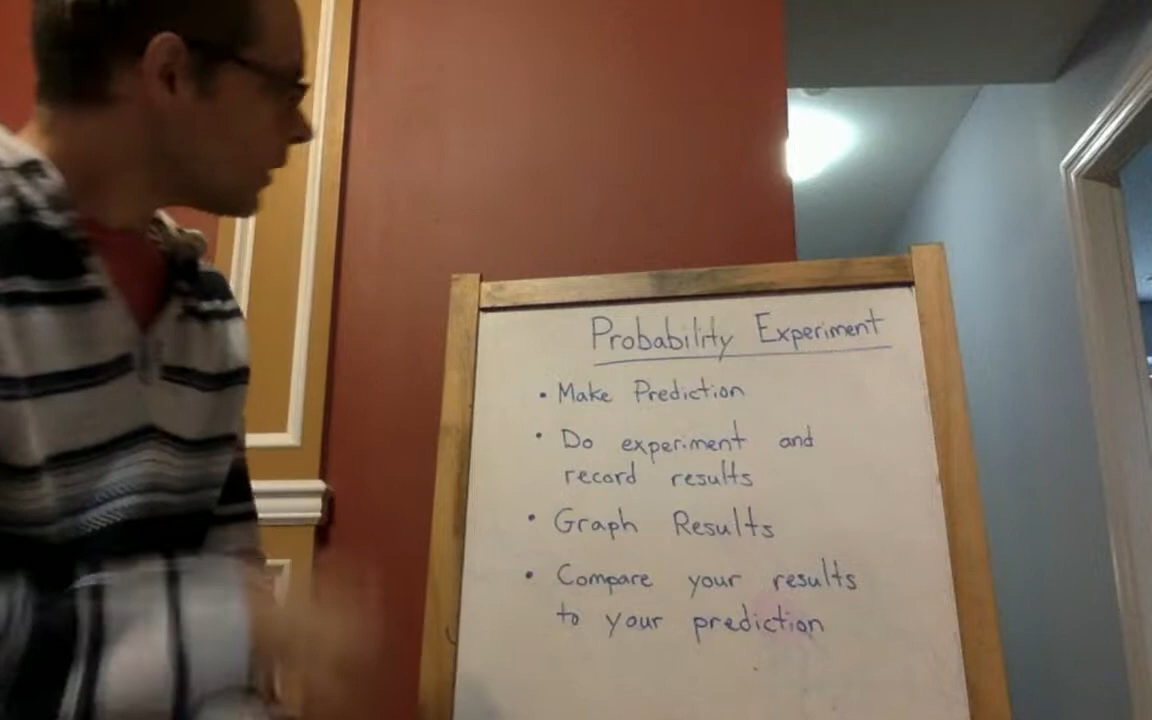 Probability Experiment
• Make Prediction
• Do experiment and
record results
• Graph Results
• Compare your results
to your prediction